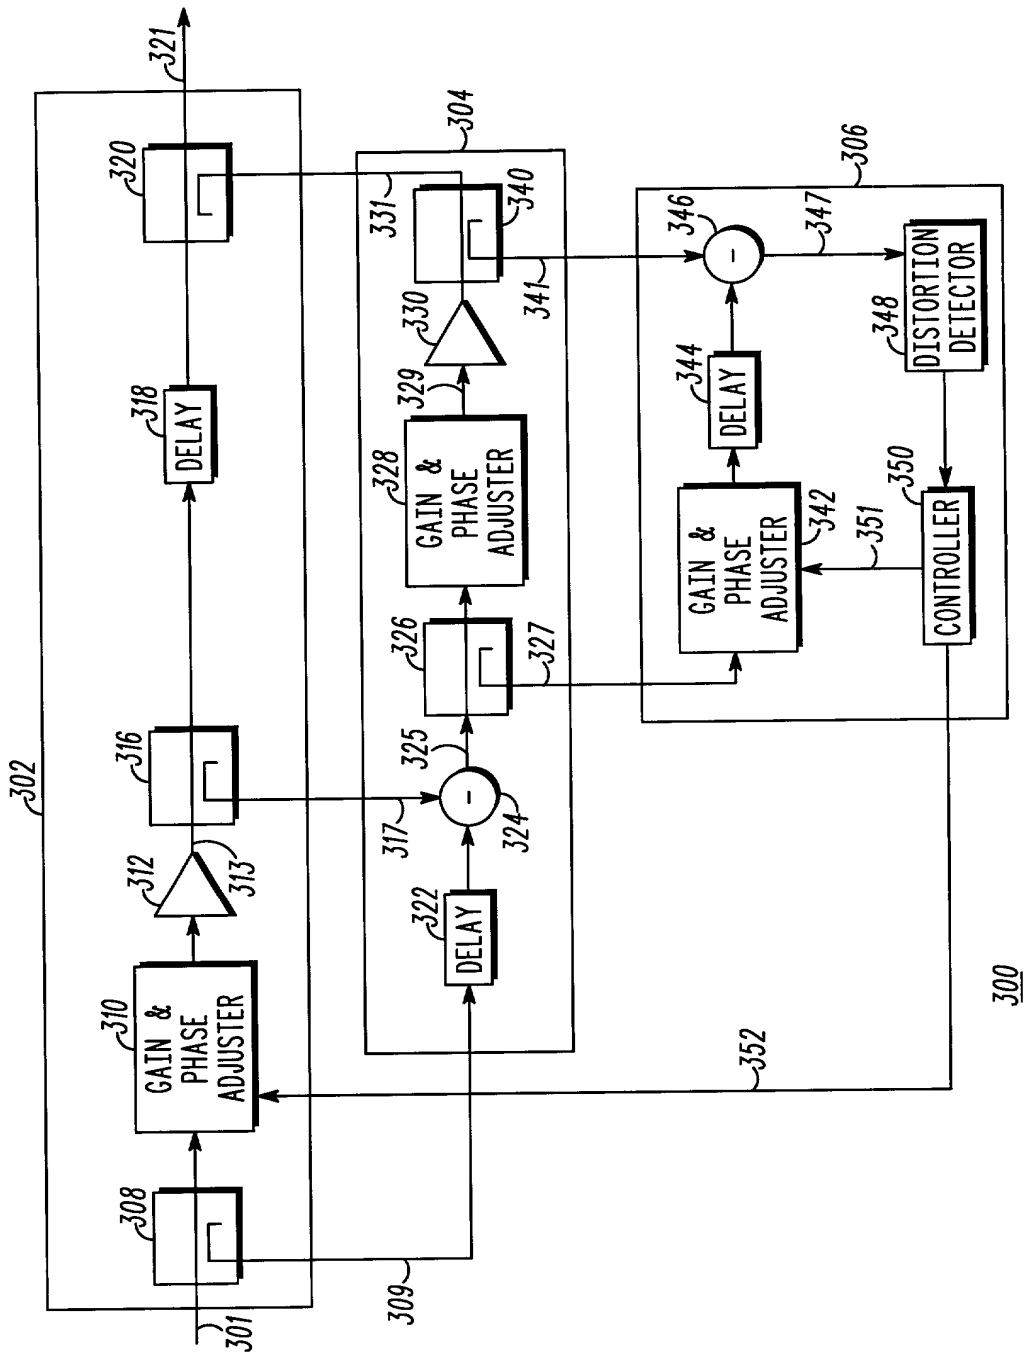 302
320
321
308
310
GAIN &
PHASE
ADJUSTER
312
313
316
318
DELAY
301
309
317
331
304
322
DELAY
324
325
326
327
328
GAIN &
PHASE
ADJUSTER
329
330
340
341
306
342
GAIN &
PHASE
ADJUSTER
344
DELAY
346
347
348
DISTORTION
DETECTOR
350
CONTROLLER
351
352
300